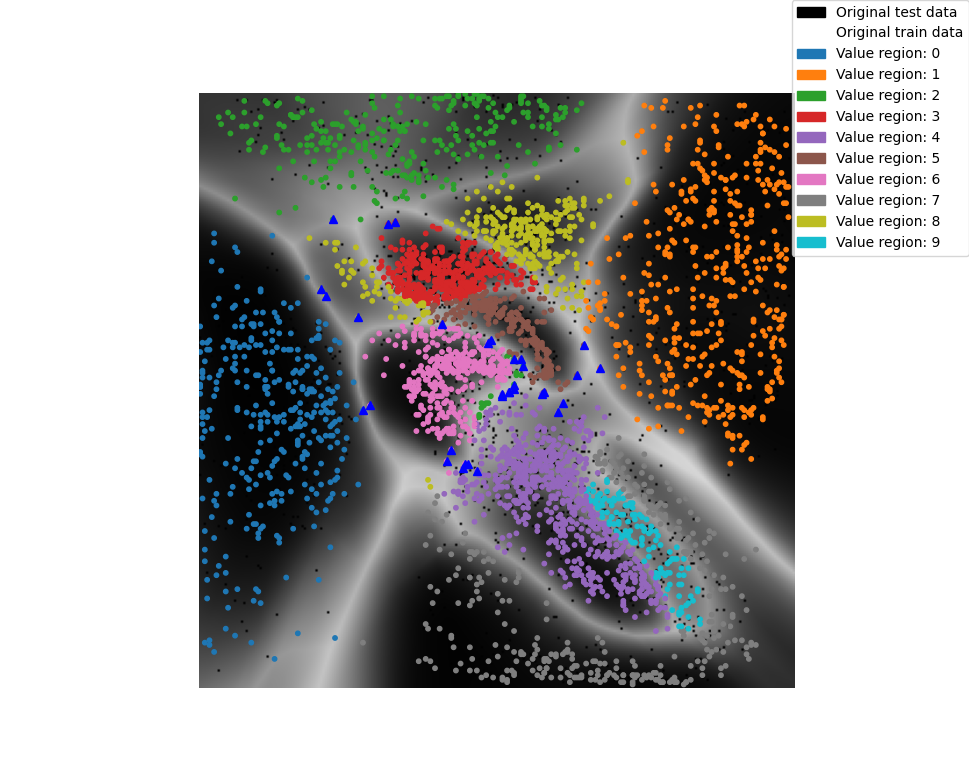 Original test data
Original train data
Value region: 0
Value region: 1
Value region: 2
Value region: 3
Value region: 4
Value region: 5
Value region: 6
Value region: 7
Value region: 8
Value region: 9